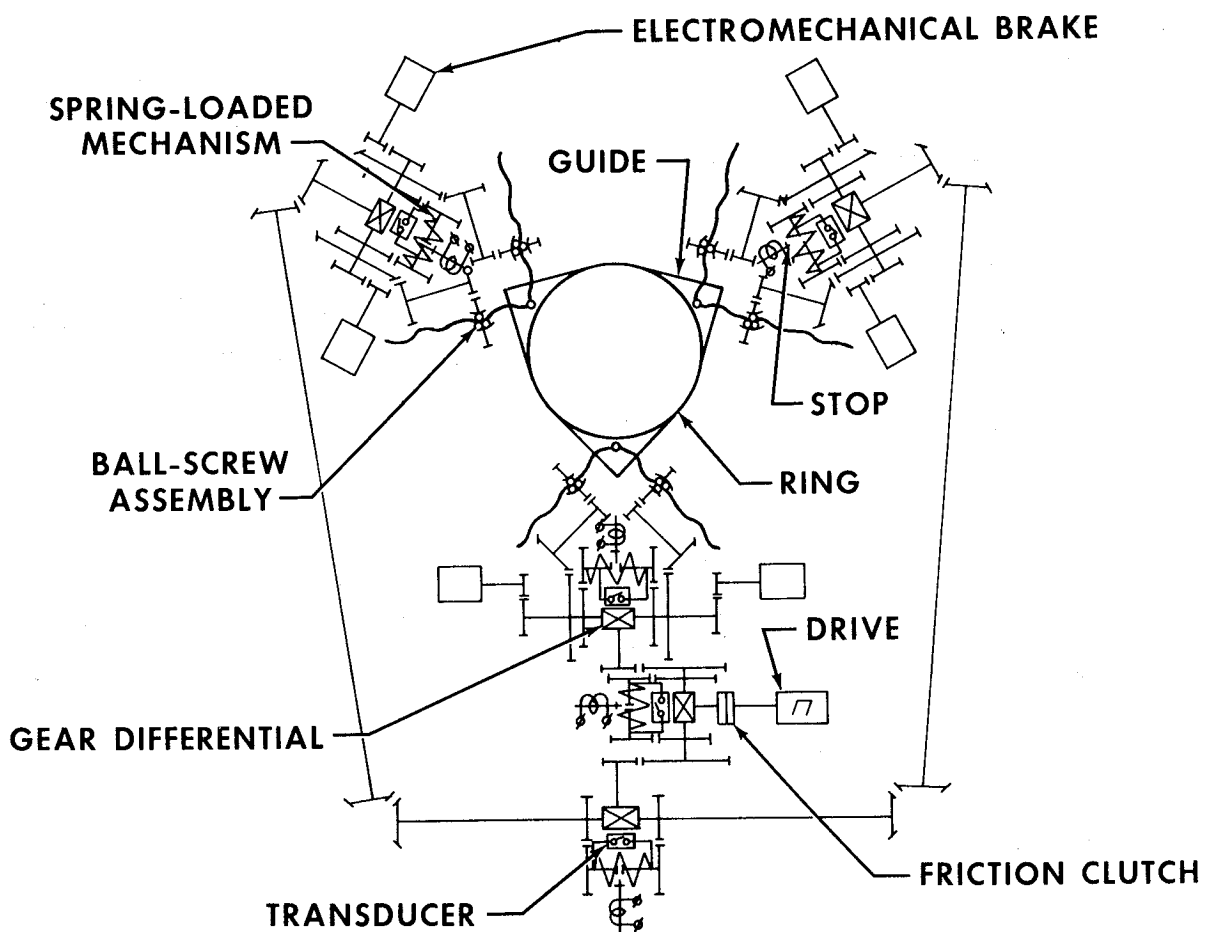 ELECTROMECHANICAL BRAKE
SPRING-LOADED
MECHANISM
GUIDE
STOP
BALL-SCREW
ASSEMBLY
RING
DRIVE
GEAR DIFFERENTIAL
FRICTION CLUTCH
TRANSDUCER